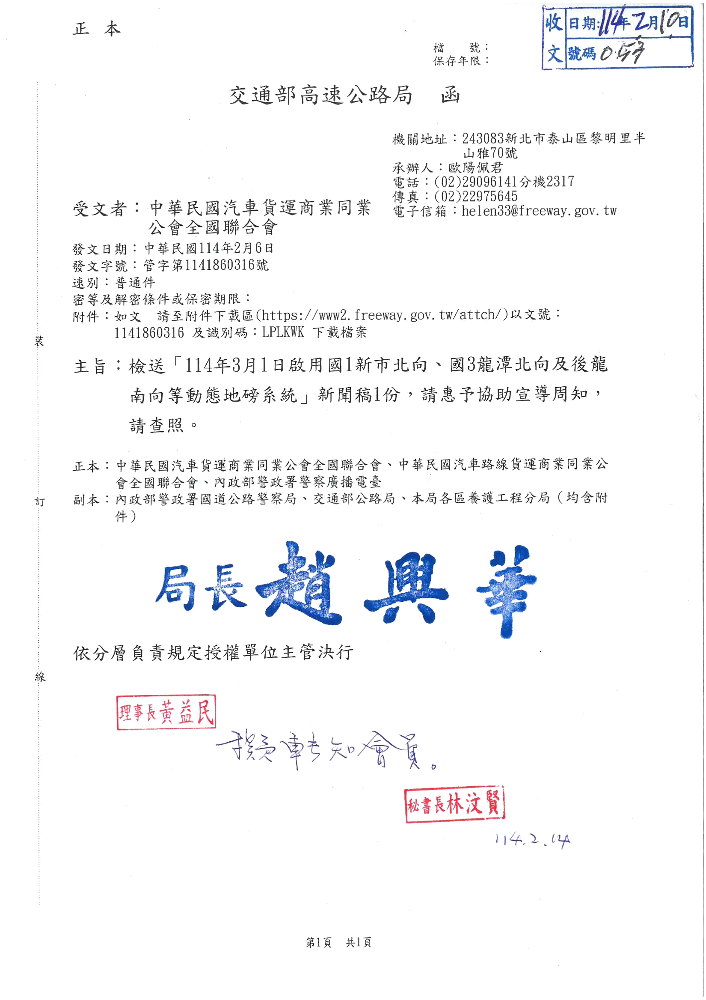 正本
收文
日期:114年2月10日
號碼 053
檔　　號：
保存年限：
交通部高速公路局　函
機關地址：243083新北市泰山區黎明里半
山雅70號
承辦人：歐陽佩君
電話：(02)29096141分機2317
傳真：(02)22975645
電子信箱：helen33@freeway.gov.tw
受文者：中華民國汽車貨運商業同業
公會全國聯合會
發文日期：中華民國114年2月6日
發文字號：管字第1141860316號
速別：普通件
密等及解密條件或保密期限：
附件：如文　請至附件下載區(https://www2.freeway.gov.tw/attch/)以文號：
1141860316 及識別碼：LPLKWK 下載檔案
主旨：檢送「114年3月1日啟用國1新市北向、國3龍潭北向及後龍
南向等動態地磅系統」新聞稿1份，請惠予協助宣導周知，
請查照。
正本：中華民國汽車貨運商業同業公會全國聯合會、中華民國汽車路線貨運商業同業公
會全國聯合會、內政部警政署警察廣播電臺
副本：內政部警政署國道公路警察局、交通部公路局、本局各區養護工程分局（均含附
件）
局長趙興華
依分層負責規定授權單位主管決行
理事長黃益民
擬轉知會員。
秘書長林汶賢
114.2.14
裝
訂
線
第1頁　共1頁